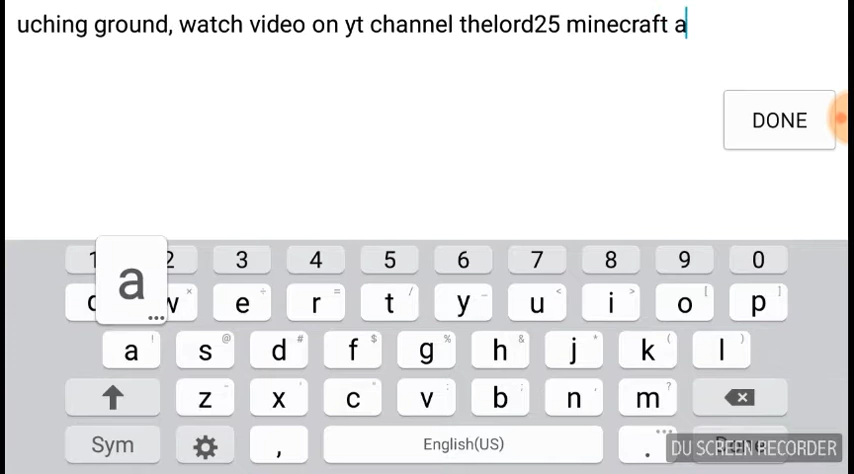 uching ground, watch video on yt channel thelord25 minecraft a
DONE
1 2 3 4 5 6 7 8 9 0
a
w e r t y u i o p
a s d f g h j k l
z x c v b n m
Sym , English(US) .
DU SCREEN RECORDER